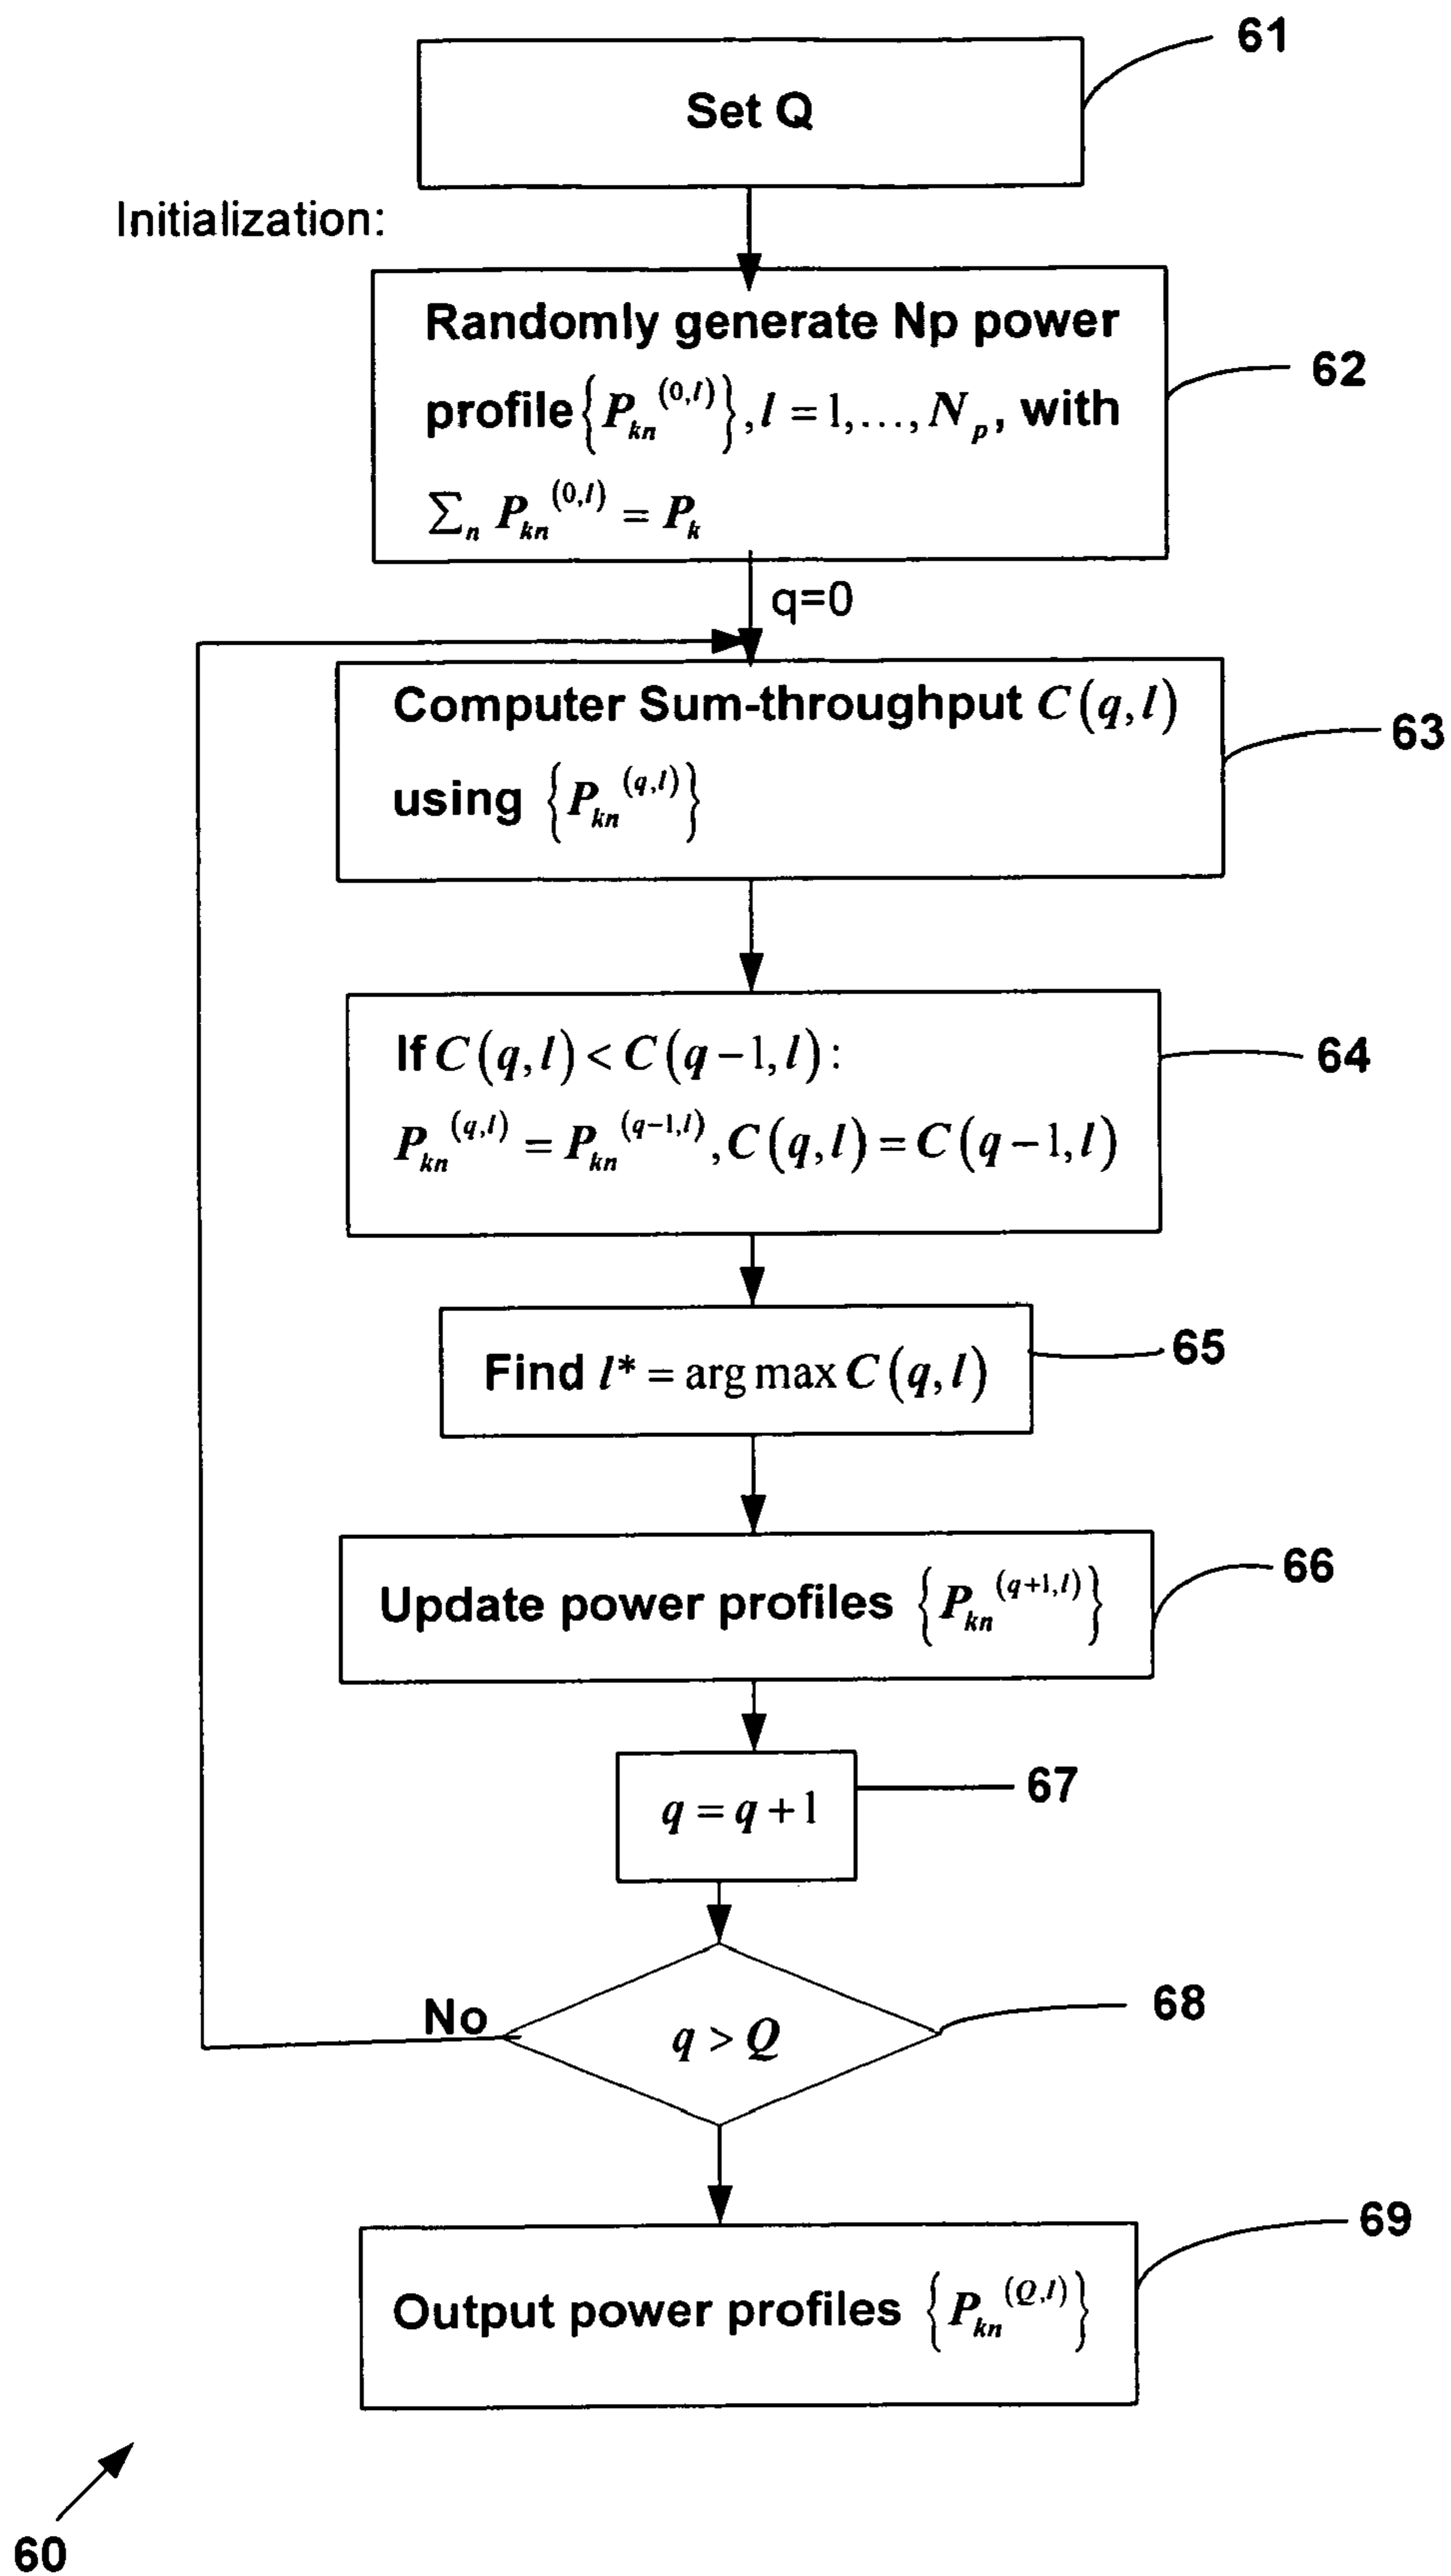 61
Set Q
Initialization:
Randomly generate Np power
profile {P_kn^(0,l)}, l = 1,..., N_p, with
∑_n P_kn^(0,l) = P_k
62
q=0
Computer Sum-throughput C(q,l)
using {P_kn^(q,l)}
63
If C(q,l) < C(q−1,l):
P_kn^(q,l) = P_kn^(q−1,l), C(q,l) = C(q−1,l)
64
Find l* = arg max C(q,l)
65
Update power profiles {P_kn^(q+1,l)}
66
q = q + 1
67
No
q > Q
68
Output power profiles {P_kn^(Q,l)}
69
60